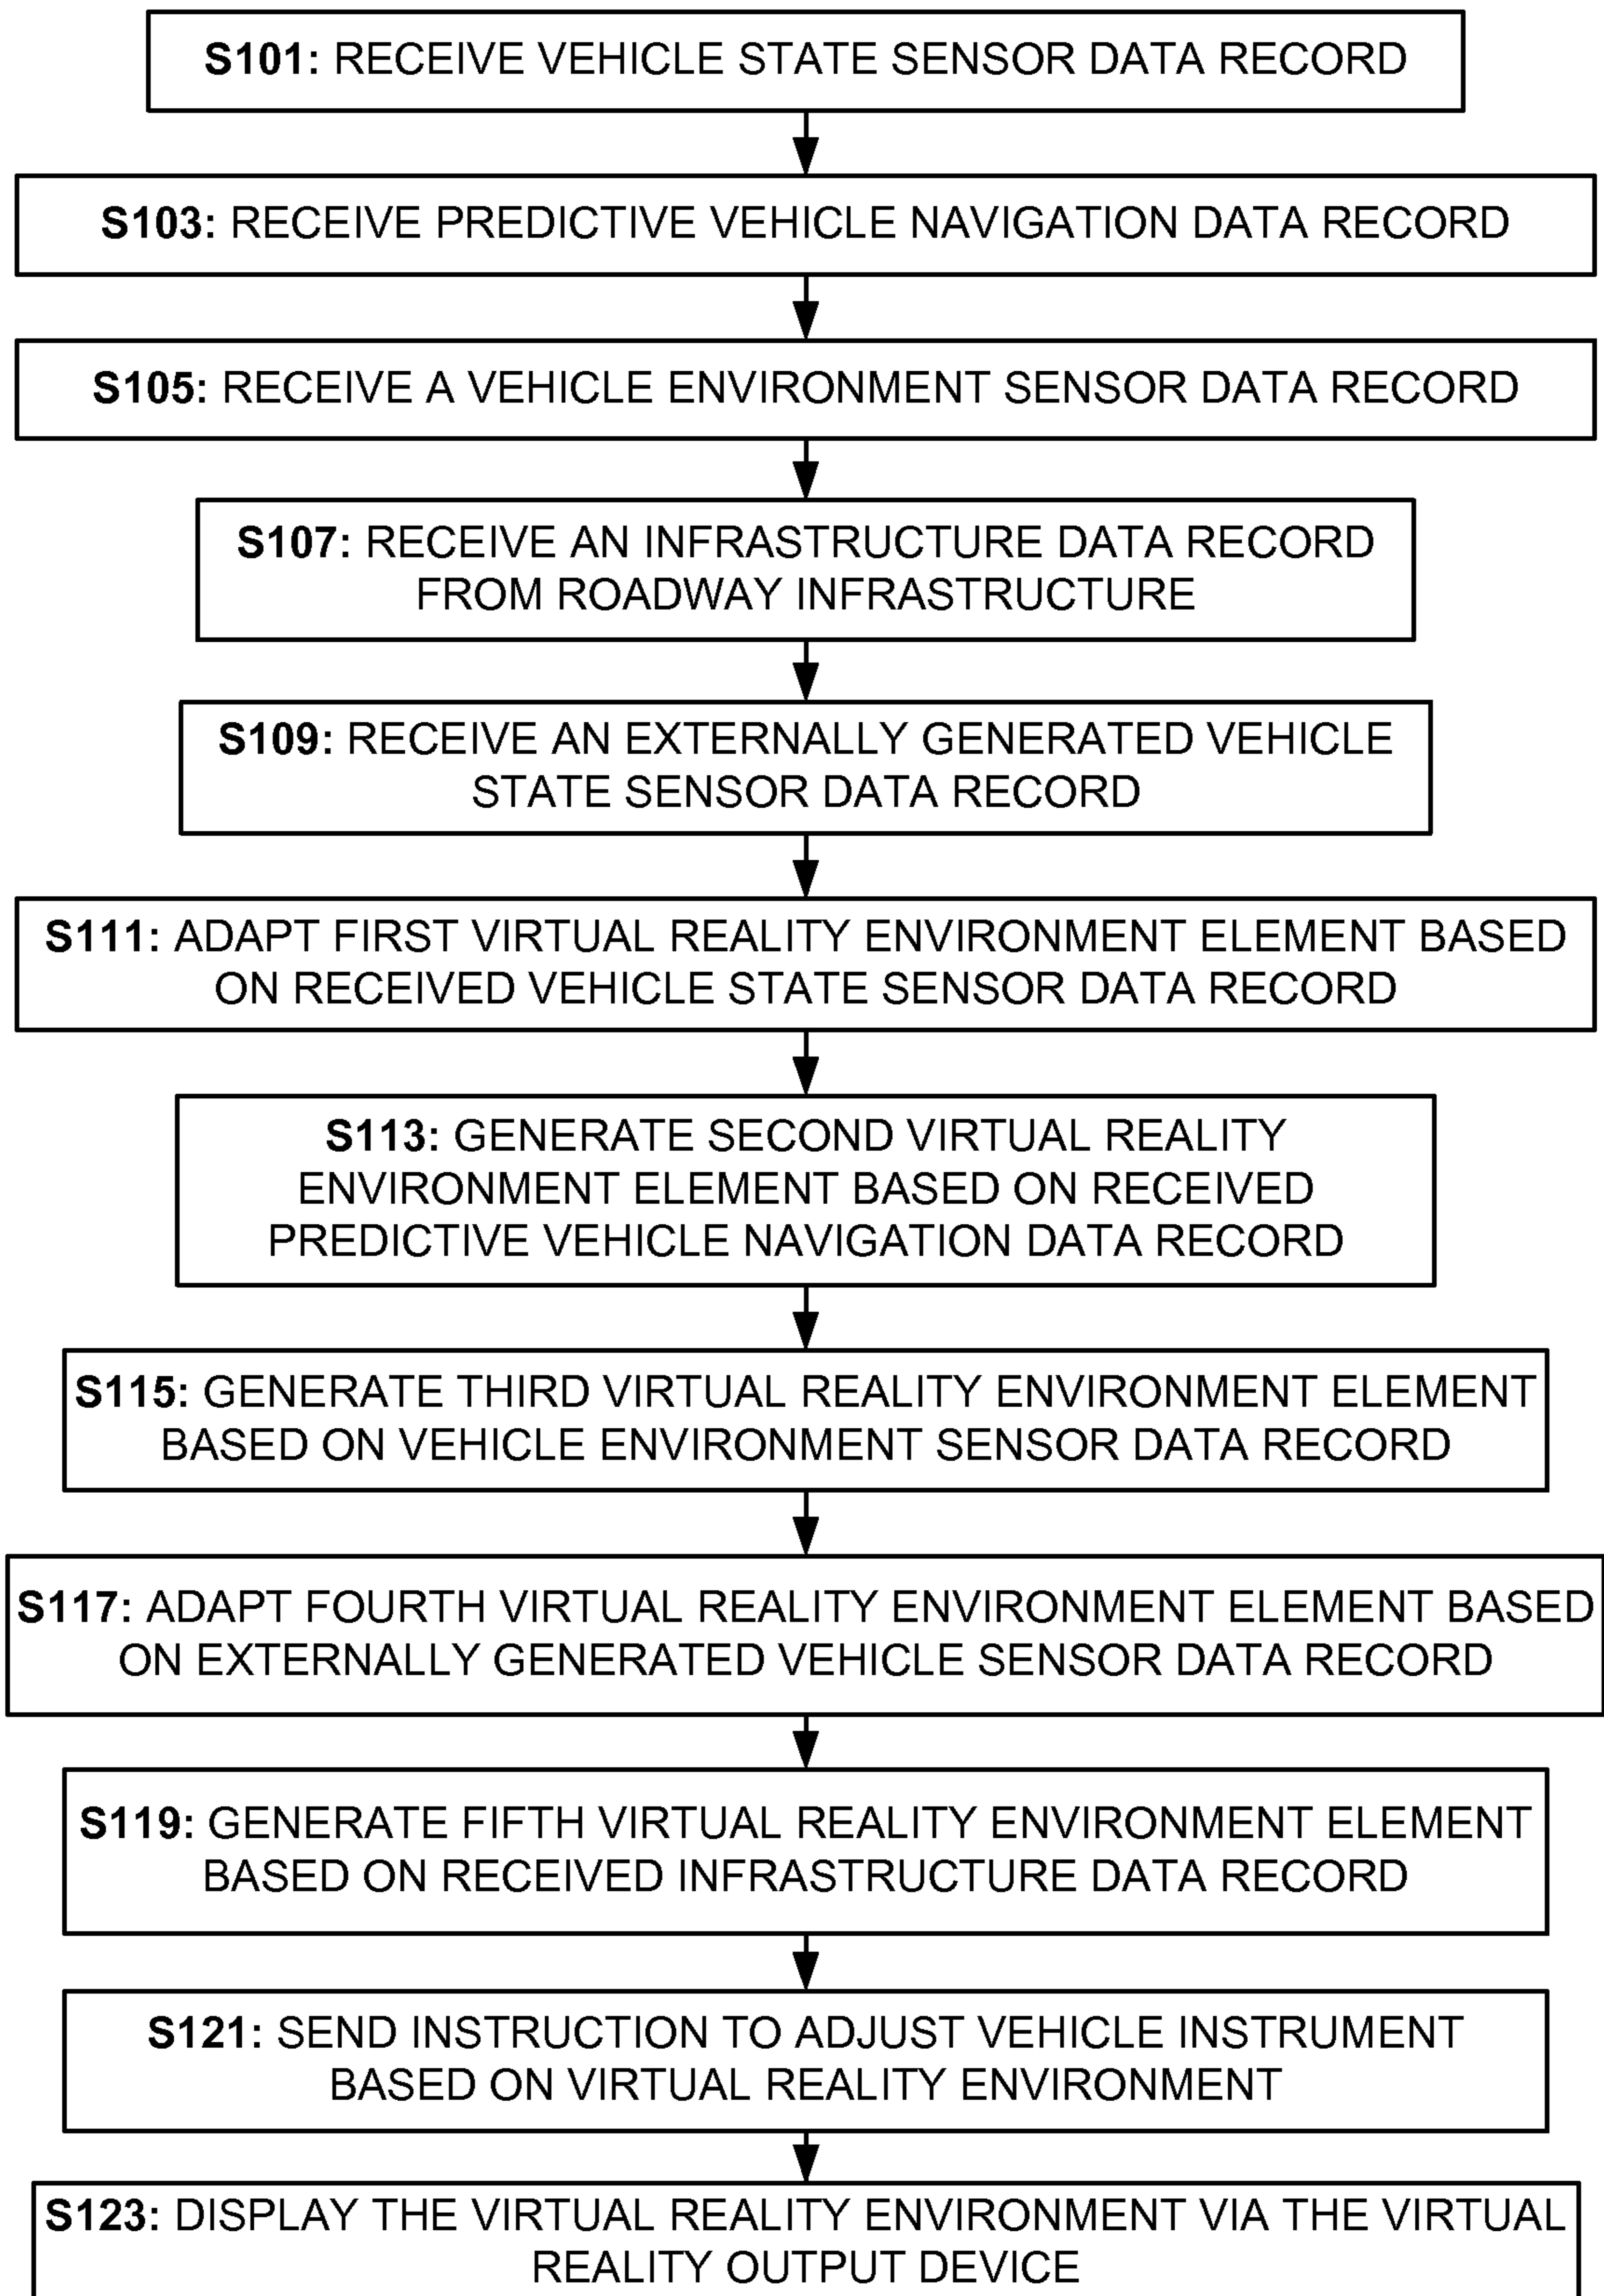 S101: RECEIVE VEHICLE STATE SENSOR DATA RECORD
S103: RECEIVE PREDICTIVE VEHICLE NAVIGATION DATA RECORD
S105: RECEIVE A VEHICLE ENVIRONMENT SENSOR DATA RECORD
S107: RECEIVE AN INFRASTRUCTURE DATA RECORD
FROM ROADWAY INFRASTRUCTURE
S109: RECEIVE AN EXTERNALLY GENERATED VEHICLE
STATE SENSOR DATA RECORD
S111: ADAPT FIRST VIRTUAL REALITY ENVIRONMENT ELEMENT BASED
ON RECEIVED VEHICLE STATE SENSOR DATA RECORD
S113: GENERATE SECOND VIRTUAL REALITY
ENVIRONMENT ELEMENT BASED ON RECEIVED
PREDICTIVE VEHICLE NAVIGATION DATA RECORD
S115: GENERATE THIRD VIRTUAL REALITY ENVIRONMENT ELEMENT
BASED ON VEHICLE ENVIRONMENT SENSOR DATA RECORD
S117: ADAPT FOURTH VIRTUAL REALITY ENVIRONMENT ELEMENT BASED
ON EXTERNALLY GENERATED VEHICLE SENSOR DATA RECORD
S119: GENERATE FIFTH VIRTUAL REALITY ENVIRONMENT ELEMENT
BASED ON RECEIVED INFRASTRUCTURE DATA RECORD
S121: SEND INSTRUCTION TO ADJUST VEHICLE INSTRUMENT
BASED ON VIRTUAL REALITY ENVIRONMENT
S123: DISPLAY THE VIRTUAL REALITY ENVIRONMENT VIA THE VIRTUAL
REALITY OUTPUT DEVICE